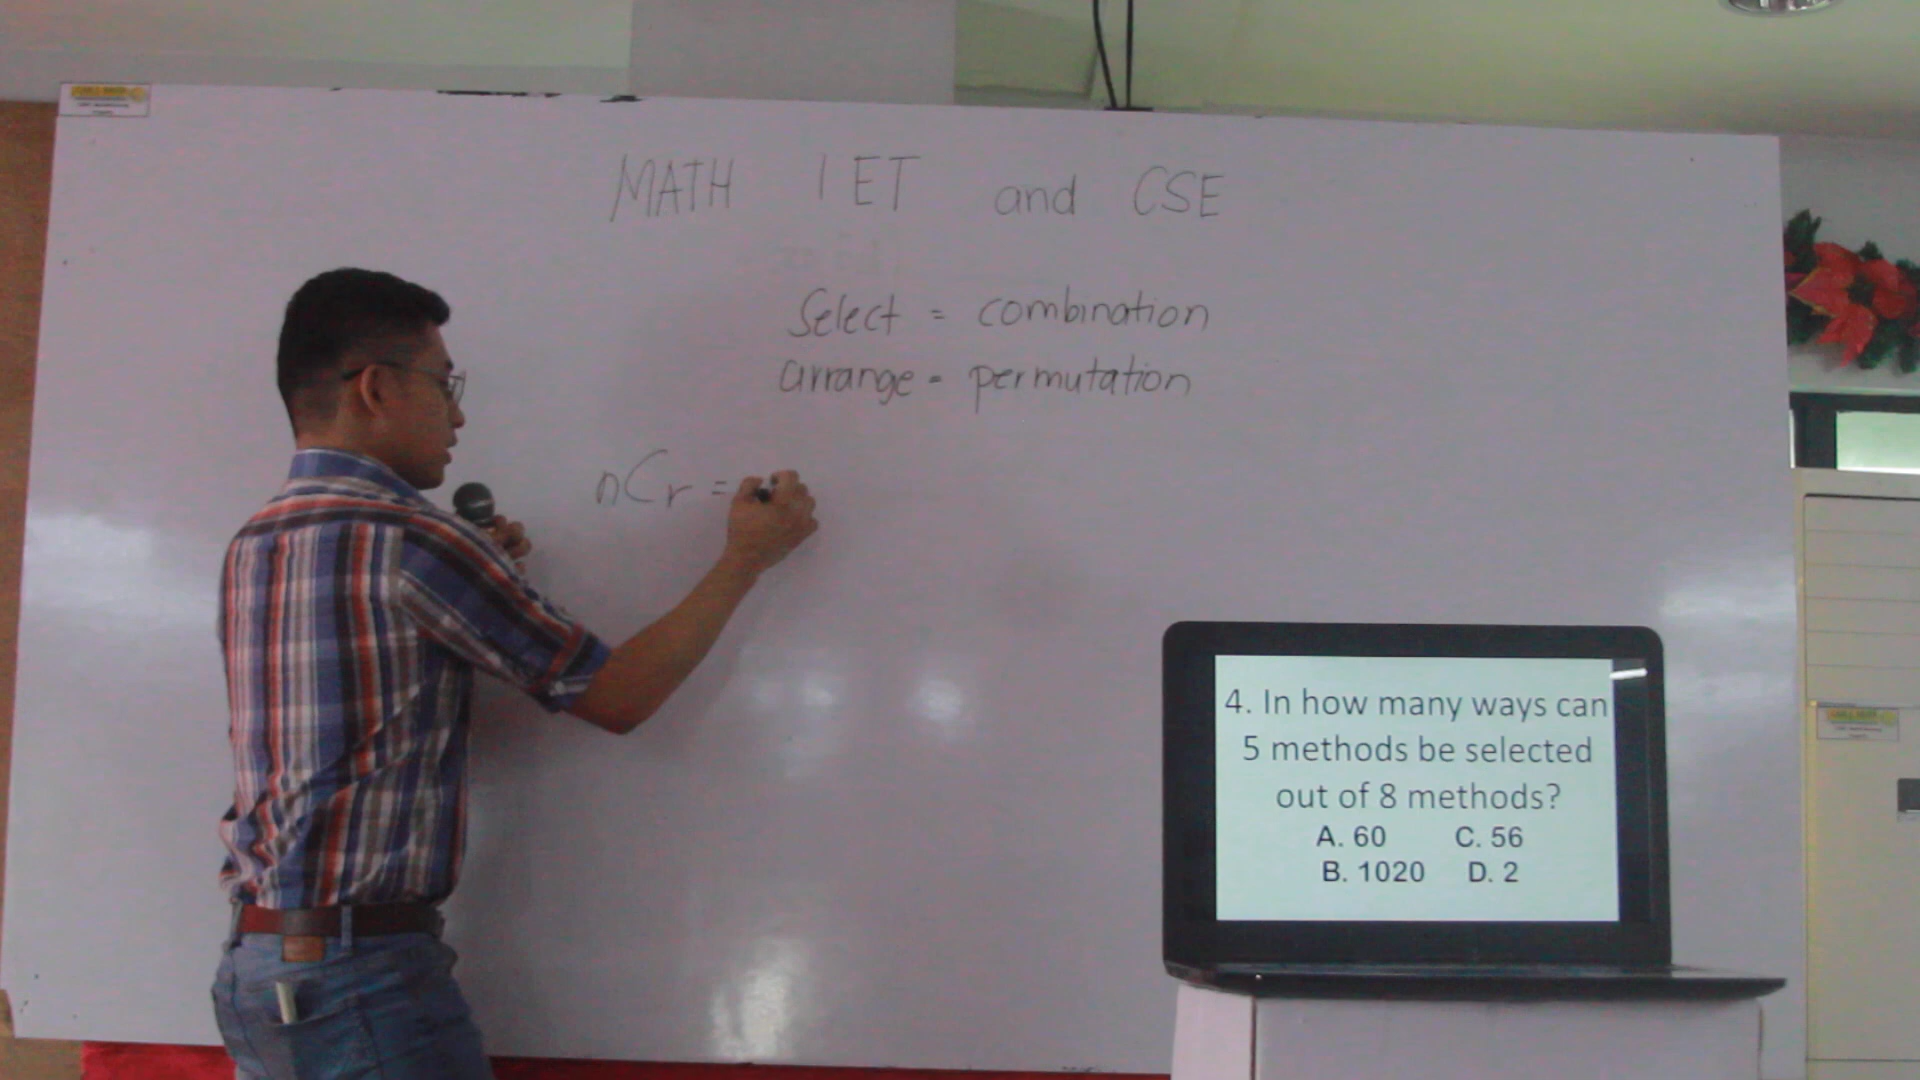 MATH LET and CSE
Select = combination
arrange = permutation
nCr =
4. In how many ways can
5 methods be selected
out of 8 methods?
A. 60 C. 56
B. 1020 D. 2